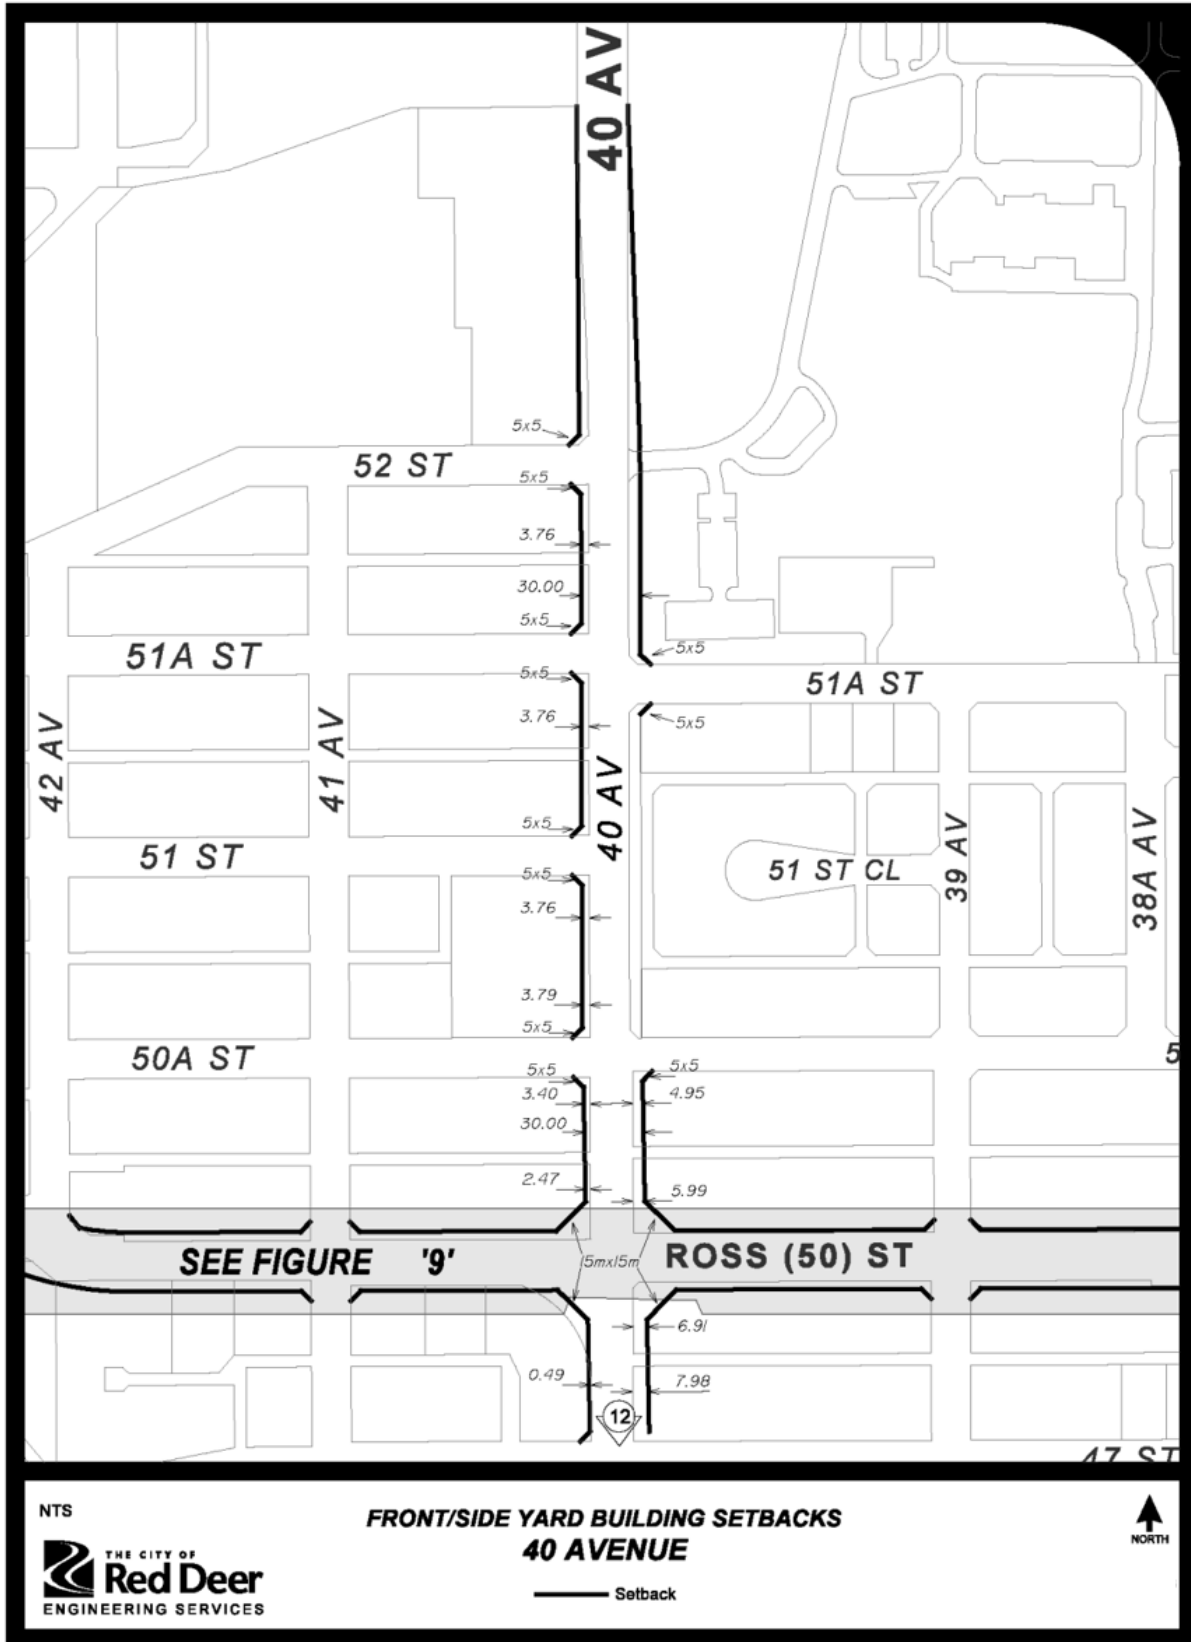 40 AV
5x5
52 ST
5x5
3.76
30.00
5x5
51A ST
5x5
5x5
51A ST
3.76
5x5
42 AV
41 AV
40 AV
5x5
51 ST
51 ST CL
39 AV
38A AV
5x5
3.76
3.79
5x5
50A ST
5
5x5
5x5
3.40
4.95
30.00
2.47
5.99
SEE FIGURE '9'
15mx15m
ROSS (50) ST
6.91
0.49
7.98
12
47 ST
NTS
FRONT/SIDE YARD BUILDING SETBACKS
40 AVENUE
NORTH
THE CITY OF
Red Deer
ENGINEERING SERVICES
Setback